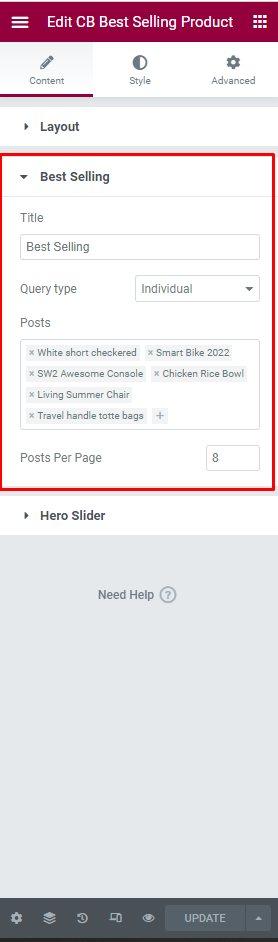 Edit CB Best Selling Product
Content Style Advanced
Layout
Best Selling
Title
Best Selling
Query type Individual
Posts
× White short checkered × Smart Bike 2022
× SW2 Awesome Console × Chicken Rice Bowl
× Living Summer Chair
× Travel handle totte bags +
Posts Per Page 8
Hero Slider
Need Help ?
UPDATE